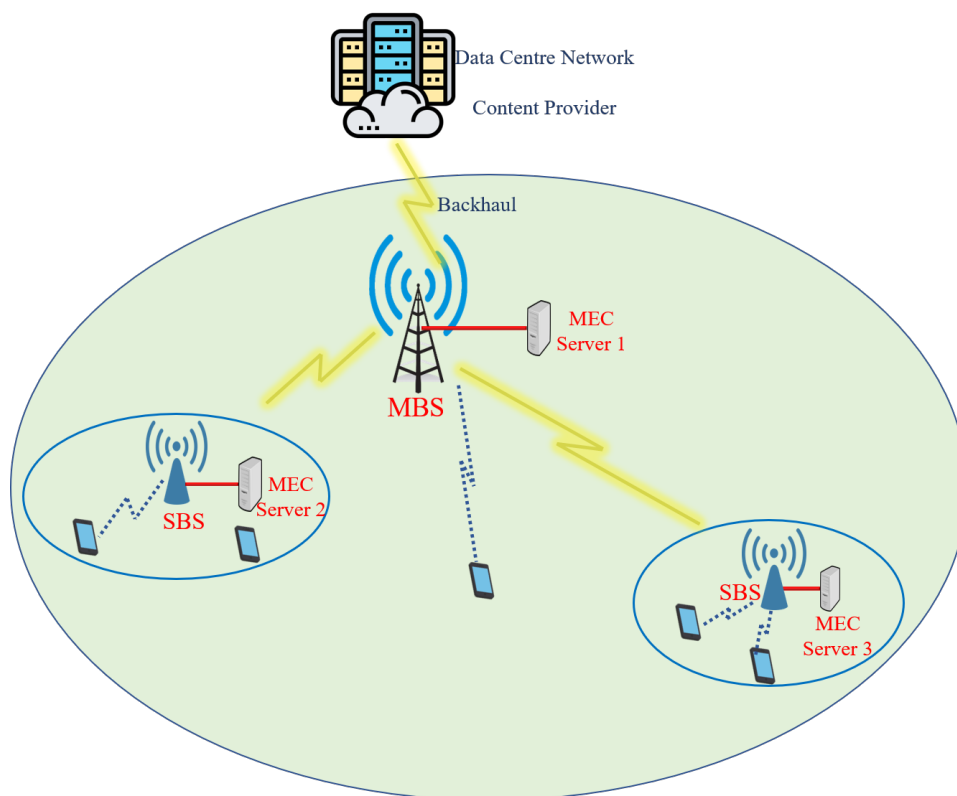 Data Centre Network
Content Provider
Backhaul
MEC
Server 1
MBS
MEC
Server 2
SBS
SBS
MEC
Server 3